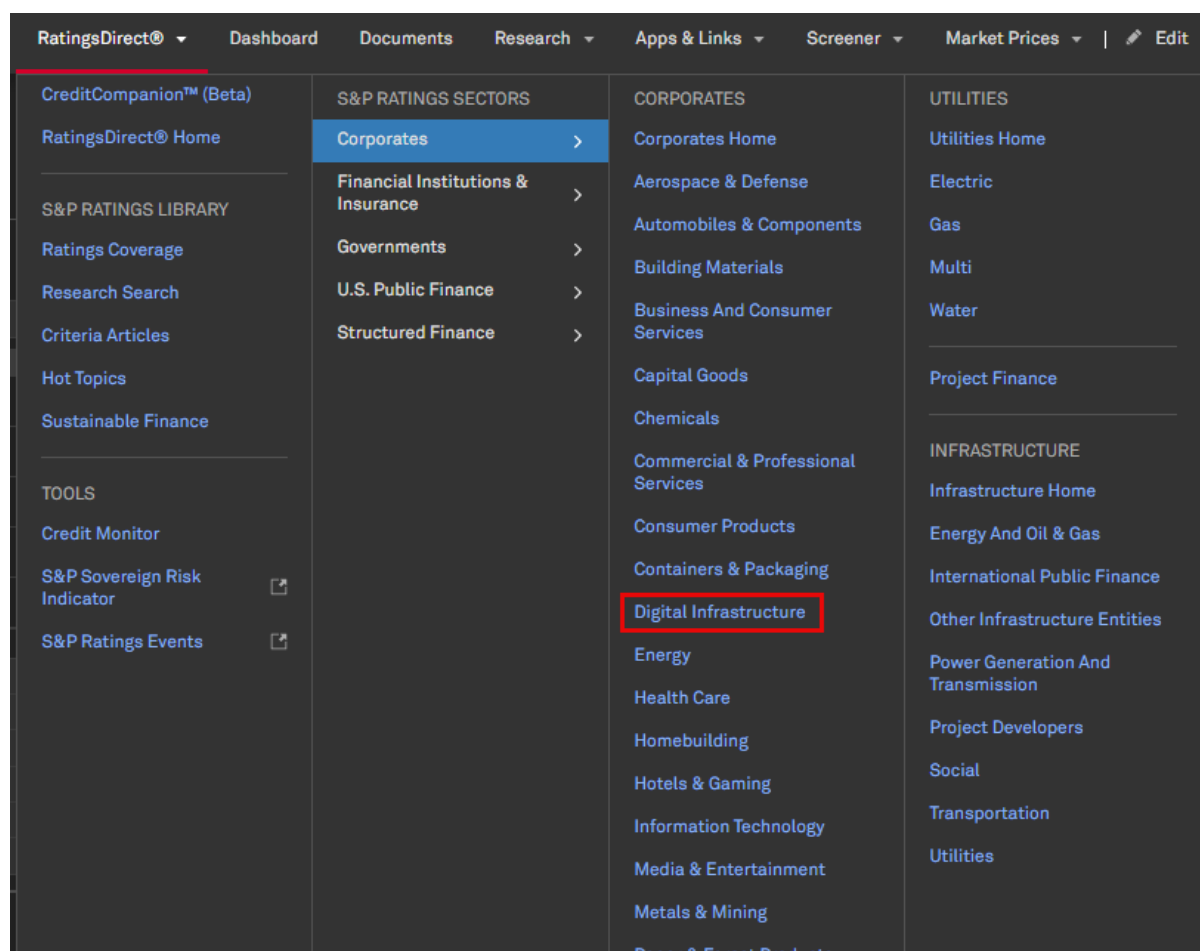 RatingsDirect® Dashboard Documents Research Apps & Links Screener Market Prices | Edit
CreditCompanion™ (Beta)
RatingsDirect® Home
S&P RATINGS LIBRARY
Ratings Coverage
Research Search
Criteria Articles
Hot Topics
Sustainable Finance
TOOLS
Credit Monitor
S&P Sovereign Risk
Indicator
S&P Ratings Events
S&P RATINGS SECTORS
Corporates
Financial Institutions &
Insurance
Governments
U.S. Public Finance
Structured Finance
CORPORATES
Corporates Home
Aerospace & Defense
Automobiles & Components
Building Materials
Business And Consumer
Services
Capital Goods
Chemicals
Commercial & Professional
Services
Consumer Products
Containers & Packaging
Digital Infrastructure
Energy
Health Care
Homebuilding
Hotels & Gaming
Information Technology
Media & Entertainment
Metals & Mining
UTILITIES
Utilities Home
Electric
Gas
Multi
Water
Project Finance
INFRASTRUCTURE
Infrastructure Home
Energy And Oil & Gas
International Public Finance
Other Infrastructure Entities
Power Generation And
Transmission
Project Developers
Social
Transportation
Utilities